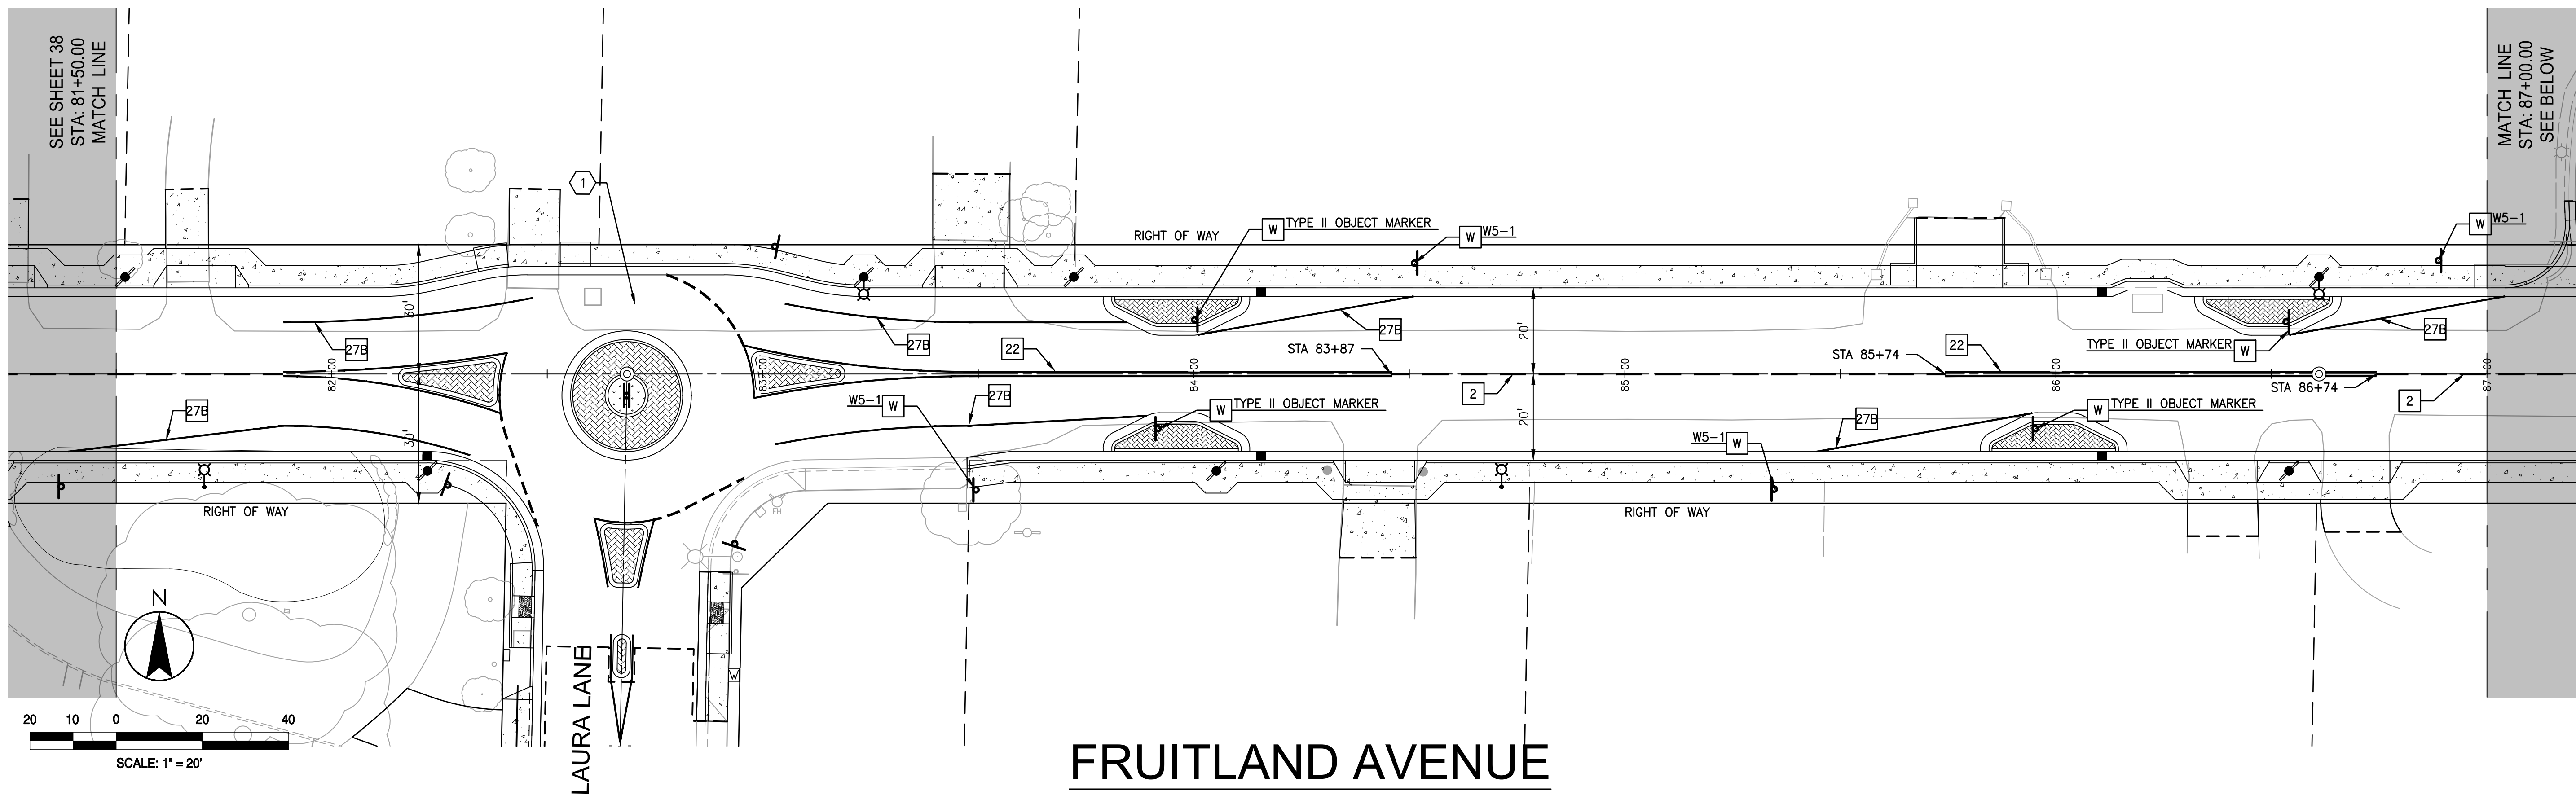 SEE SHEET 38
STA: 81+50.00
MATCH LINE
MATCH LINE
STA: 87+00.00
SEE BELOW
1
RIGHT OF WAY
W TYPE II OBJECT MARKER
W W5-1
W W5-1
30'
27B
27B
22
STA 83+87
27B
20'
STA 85+74
22
TYPE II OBJECT MARKER W
27B
82+00
83+00
84+00
85+00
86+00
87+00
2
STA 86+74
2
27B
30'
W5-1 W
27B
W TYPE II OBJECT MARKER
20'
W5-1 W
27B
W TYPE II OBJECT MARKER
RIGHT OF WAY
FH
RIGHT OF WAY
N
W
LAURA LANE
20 10 0 20 40
SCALE: 1" = 20'
FRUITLAND AVENUE